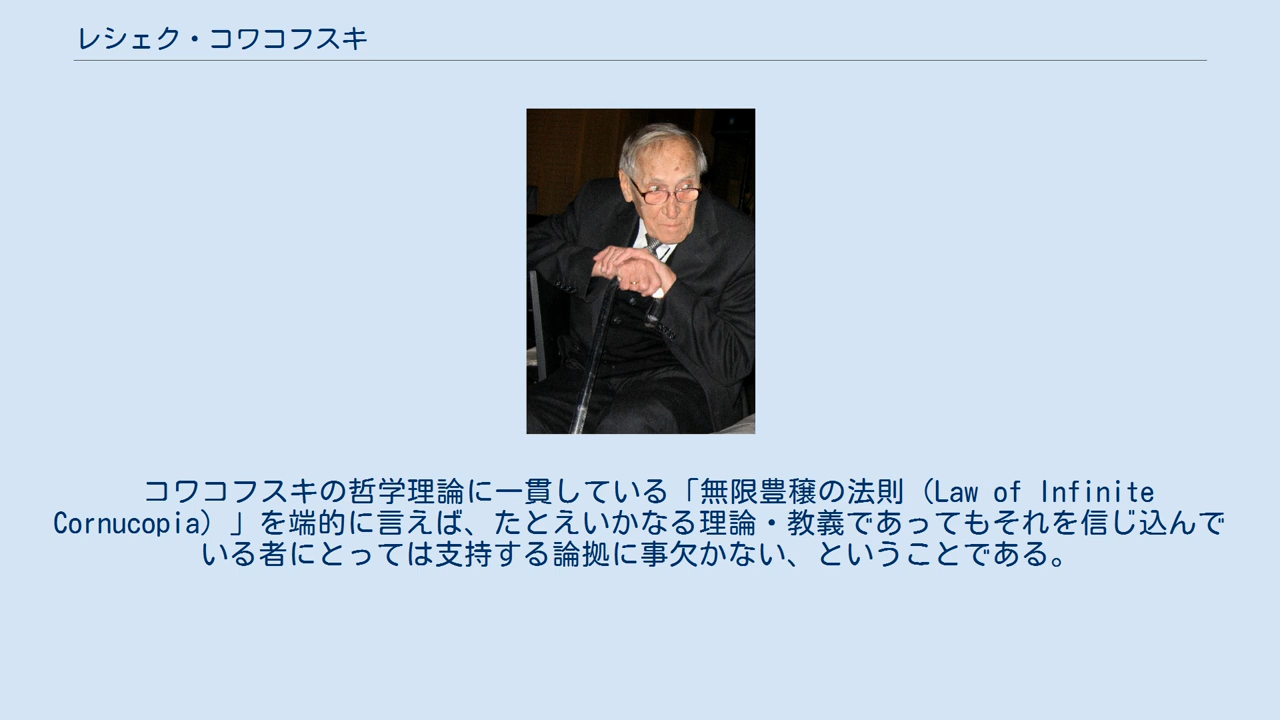 レシェク・コワコフスキ
コワコフスキの哲学理論に一貫している「無限豊穣の法則（Law of Infinite
Cornucopia）」を端的に言えば、たとえいかなる理論・教義であってもそれを信じ込んで
いる者にとっては支持する論拠に事欠かない、ということである。